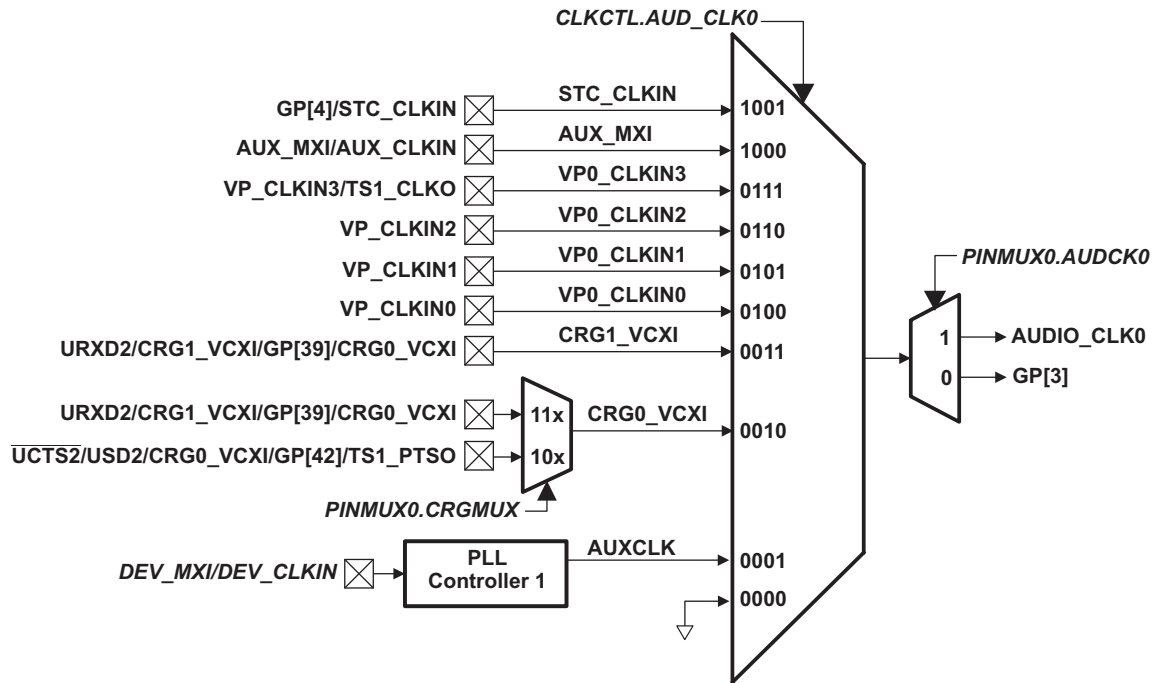 CLKCTL.AUD_CLK0
GP[4]/STC_CLKIN
STC_CLKIN
1001
AUX_MXI/AUX_CLKIN
AUX_MXI
1000
VP_CLKIN3/TS1_CLKO
VP0_CLKIN3
0111
VP_CLKIN2
VP0_CLKIN2
0110
VP_CLKIN1
VP0_CLKIN1
0101
VP_CLKIN0
VP0_CLKIN0
0100
URXD2/CRG1_VCXI/GP[39]/CRG0_VCXI
CRG1_VCXI
0011
PINMUX0.AUDCK0
1
AUDIO_CLK0
0
GP[3]
URXD2/CRG1_VCXI/GP[39]/CRG0_VCXI
11x
CRG0_VCXI
0010
UCTS2/USD2/CRG0_VCXI/GP[42]/TS1_PTSO
10x
PINMUX0.CRGMUX
DEV_MXI/DEV_CLKIN
PLL
Controller 1
AUXCLK
0001
0000